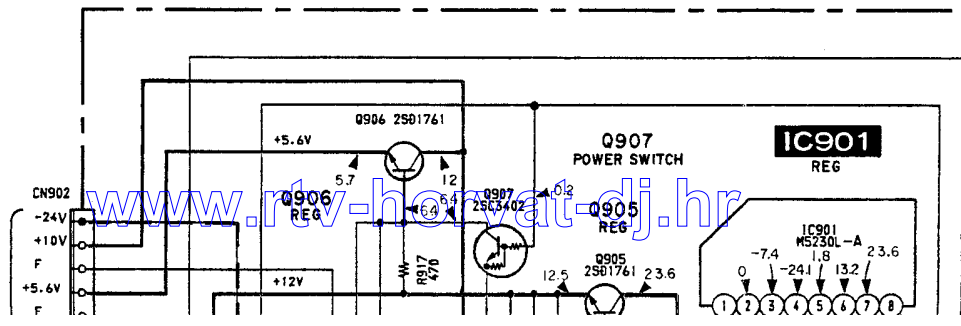 Q906 2SD1761
+5.6V
Q907
POWER SWITCH
IC901
REG
5.7
12
CN902
Q906
REG
6.4
6.4
Q907
2SC3402
-0.2
Q905
REG
www.rtv-horvat-dj.hr
-24V
+10V
F
+5.6V
F
+12V
R917
470
12.5
Q905
2SD1761
23.6
IC901
M5230L-A
0
-7.4
-24.1
1.8
13.2
23.6
1 2 3 4 5 6 7 8